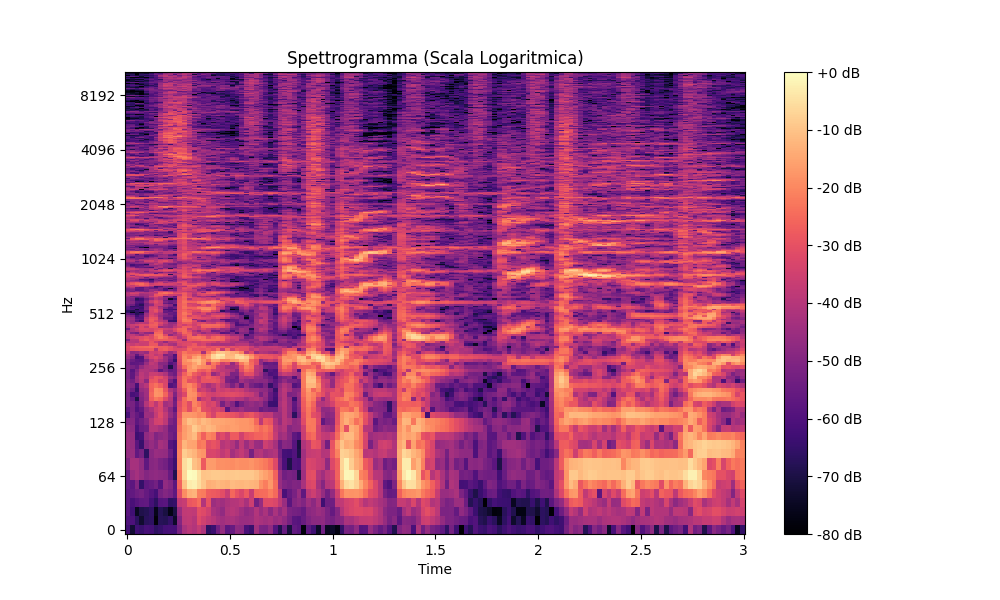 Spettrogramma (Scala Logaritmica)
Hz
8192
4096
2048
1024
512
256
128
64
0
0
0.5
1
1.5
2
2.5
3
Time
+0 dB
-10 dB
-20 dB
-30 dB
-40 dB
-50 dB
-60 dB
-70 dB
-80 dB